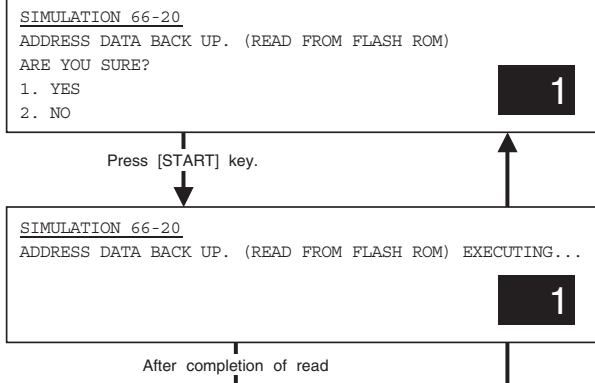 SIMULATION 66-20
ADDRESS DATA BACK UP. (READ FROM FLASH ROM)
ARE YOU SURE?
1. YES
2. NO
1
Press [START] key.
SIMULATION 66-20
ADDRESS DATA BACK UP. (READ FROM FLASH ROM) EXECUTING...
1
After completion of read